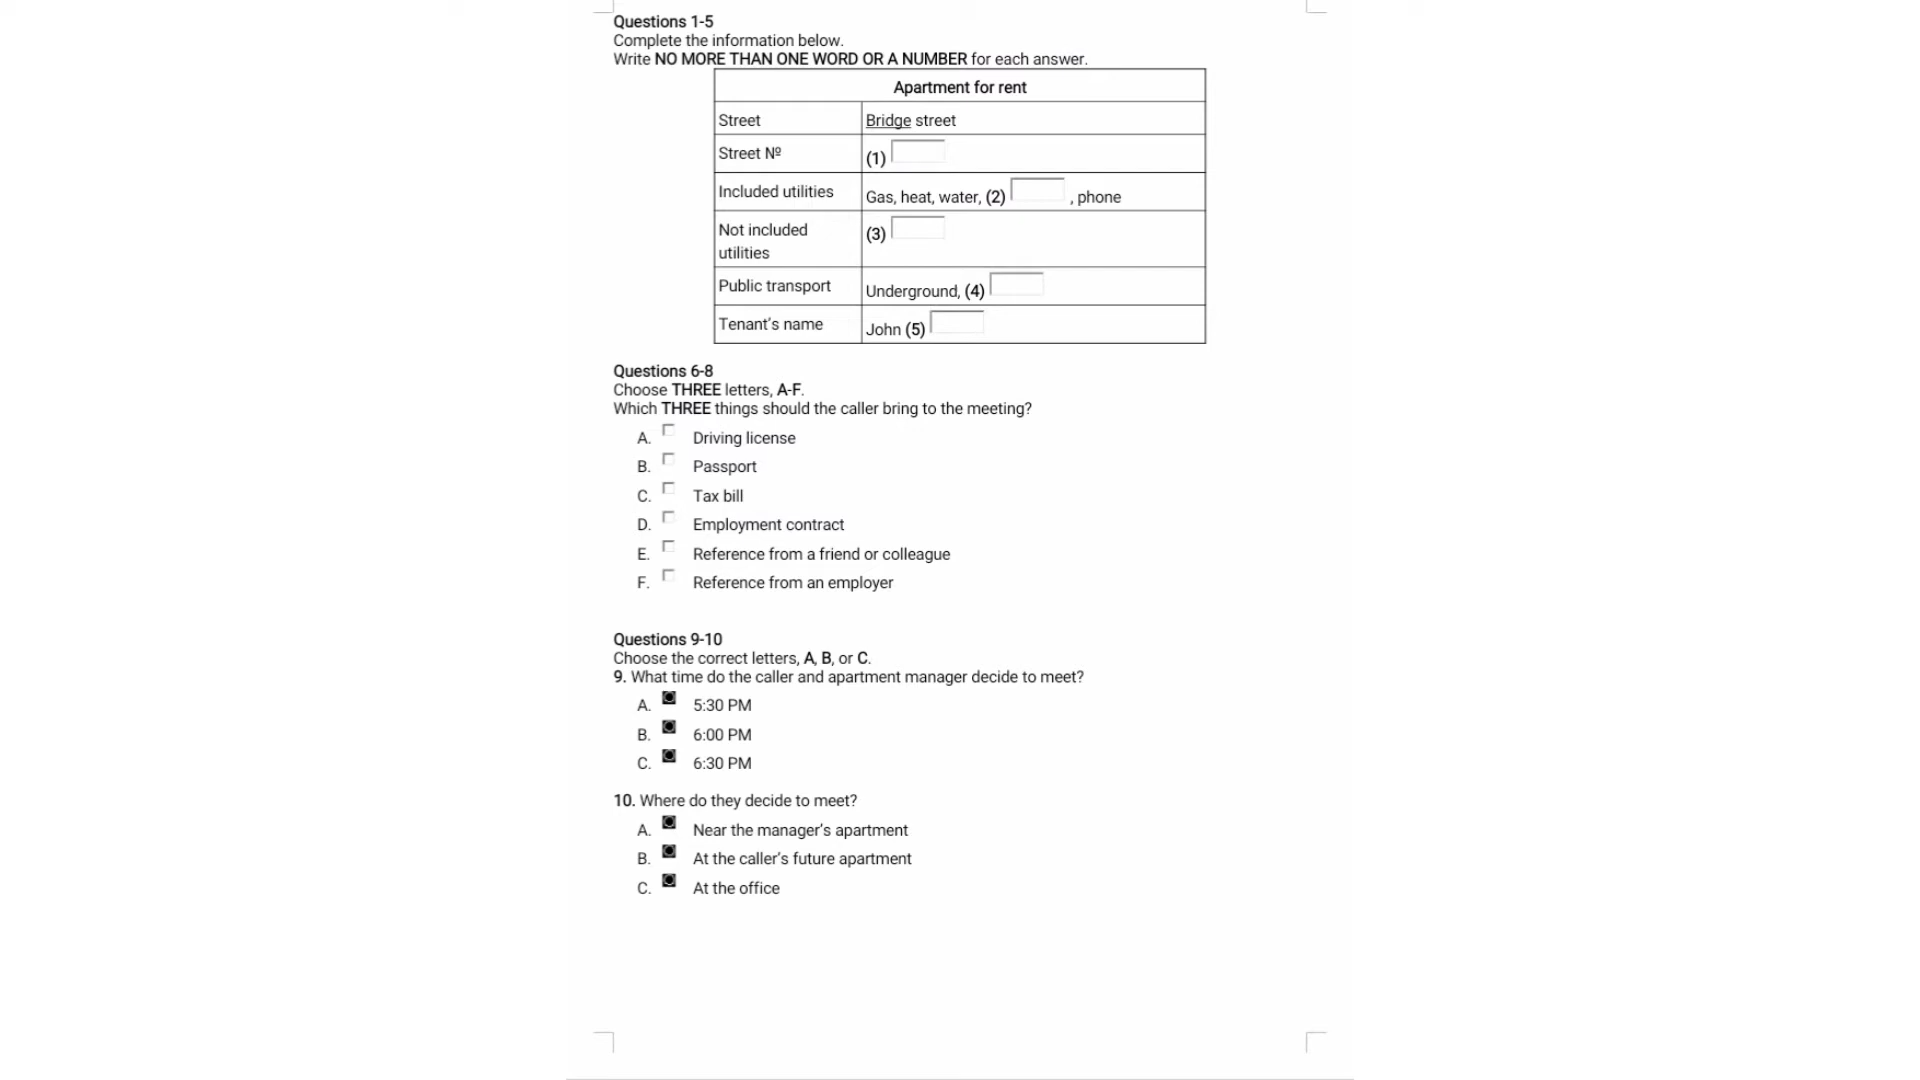 Questions 1-5
Complete the information below.
Write NO MORE THAN ONE WORD OR A NUMBER for each answer.
Apartment for rent
Street Bridge street
Street Nº (1)
Included utilities Gas, heat, water, (2) , phone
Not included utilities (3)
Public transport Underground, (4)
Tenant's name John (5)
Questions 6-8
Choose THREE letters, A-F.
Which THREE things should the caller bring to the meeting?
A. Driving license
B. Passport
C. Tax bill
D. Employment contract
E. Reference from a friend or colleague
F. Reference from an employer
Questions 9-10
Choose the correct letters, A, B, or C.
9. What time do the caller and apartment manager decide to meet?
A. 5:30 PM
B. 6:00 PM
C. 6:30 PM
10. Where do they decide to meet?
A. Near the manager's apartment
B. At the caller's future apartment
C. At the office